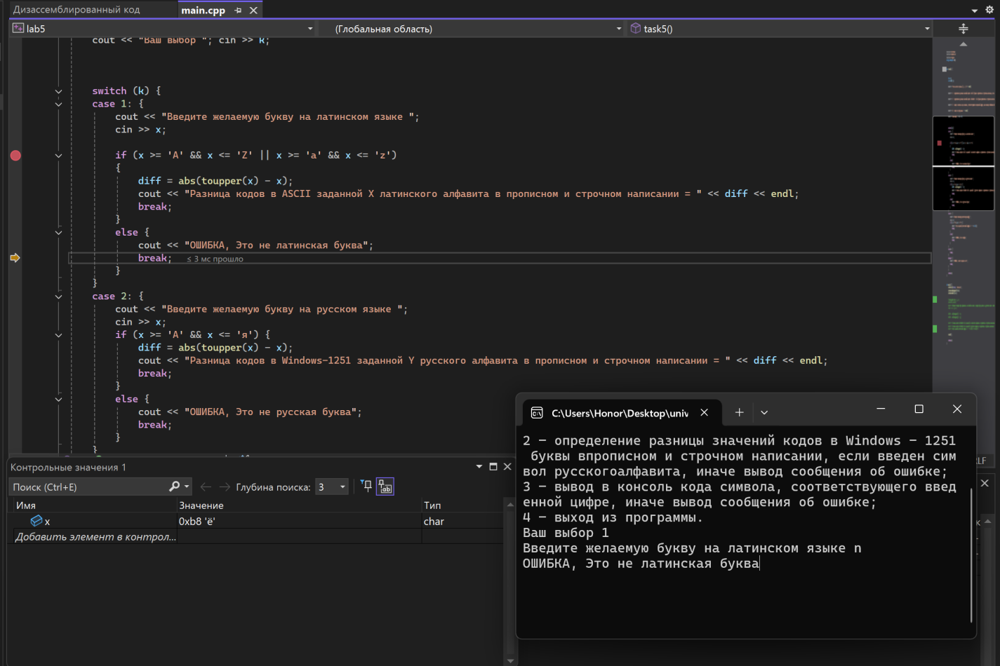 Дизассемблированный код
main.cpp
lab5
(Глобальная область)
task5()
cout << "Ваш выбор "; cin >> k;
switch (k) {
case 1: {
cout << "Введите желаемую букву на латинском языке ";
cin >> x;
if (x >= 'A' && x <= 'Z' || x >= 'a' && x <= 'z')
{
diff = abs(toupper(x) - x);
cout << "Разница кодов в ASCII заданной X латинского алфавита в прописном и строчном написании = " << diff << endl;
break;
}
else {
cout << "ОШИБКА, Это не латинская буква";
break; ≤ 3 мс прошло
}
}
case 2: {
cout << "Введите желаемую букву на русском языке ";
cin >> x;
if (x >= 'А' && x <= 'я') {
diff = abs(toupper(x) - x);
cout << "Разница кодов в Windows-1251 заданной Y русского алфавита в прописном и строчном написании = " << diff << endl;
break;
}
else {
cout << "ОШИБКА, Это не русская буква";
break;
}
}
Контрольные значения 1
Поиск (Ctrl+E)
Глубина поиска: 3
Имя
Значение
Тип
x
0xb8 'ё'
char
Добавить элемент в контрол...
C:\Users\Honor\Desktop\univ
2 - определение разницы значений кодов в Windows - 1251
буквы впрописном и строчном написании, если введен сим
вол русскогоалфавита, иначе вывод сообщения об ошибке;
3 - вывод в консоль кода символа, соответствующего введ
енной цифре, иначе вывод сообщения об ошибке;
4 - выход из программы.
Ваш выбор 1
Введите желаемую букву на латинском языке n
ОШИБКА, Это не латинская буква